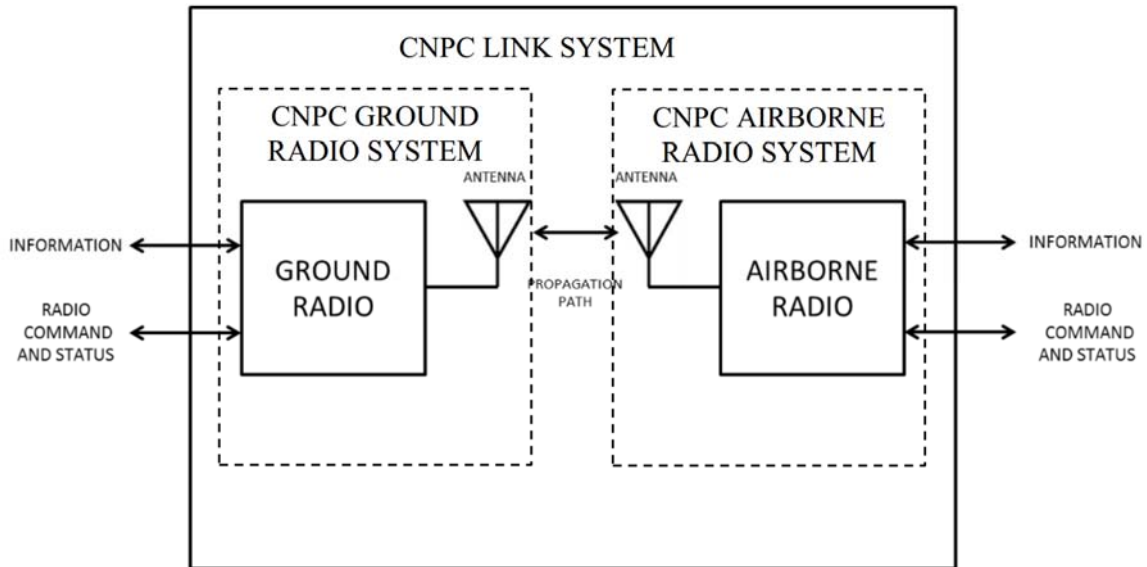 CNPC LINK SYSTEM
CNPC GROUND
RADIO SYSTEM
CNPC AIRBORNE
RADIO SYSTEM
ANTENNA
ANTENNA
INFORMATION
RADIO
COMMAND
AND STATUS
GROUND
RADIO
PROPAGATION
PATH
AIRBORNE
RADIO
INFORMATION
RADIO
COMMAND
AND STATUS